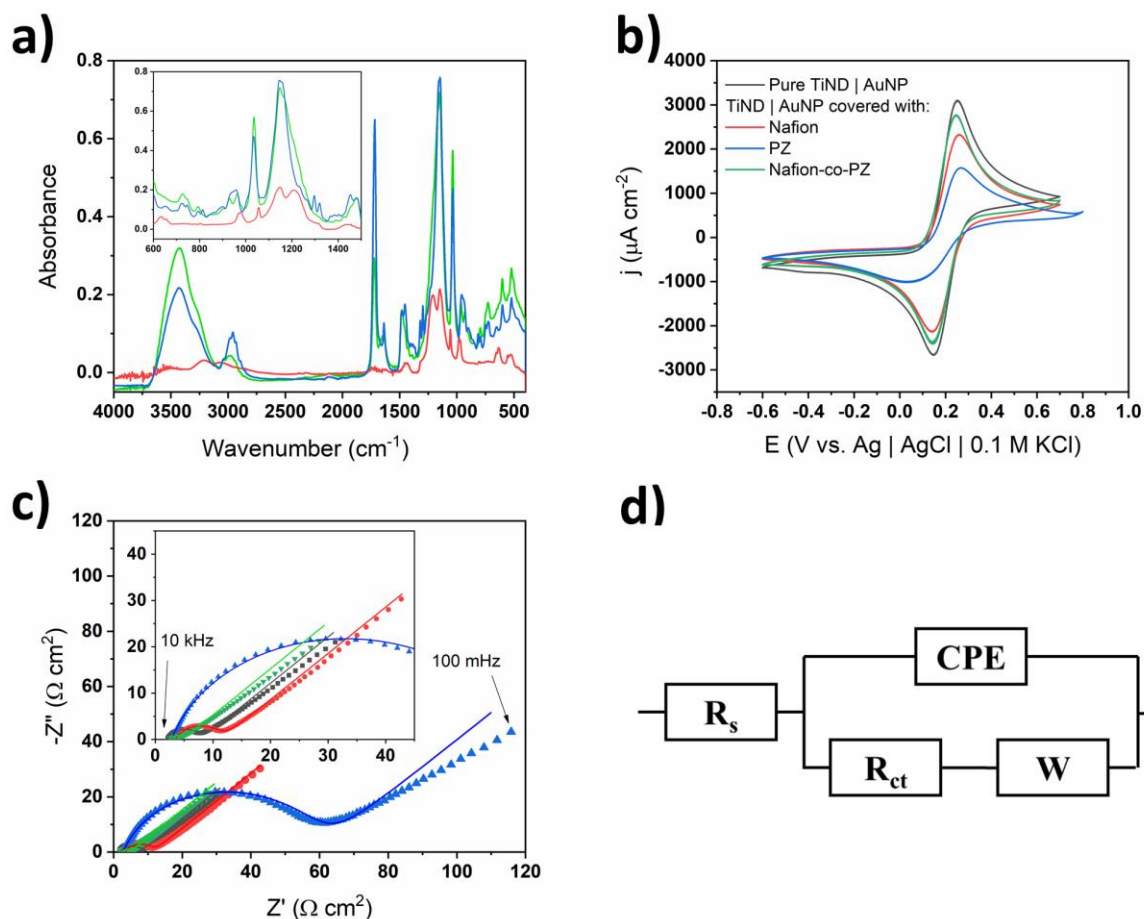 a)
0.8
0.6
0.4
0.2
0.0
Absorbance
4000 3500 3000 2500 2000 1500 1000 500
Wavenumber (cm⁻¹)
0.8
0.6
0.4
0.2
0.0
600 800 1000 1200 1400
b)
4000
3000
2000
1000
0
-1000
-2000
-3000
j (µA cm⁻²)
Pure TiND | AuNP
TiND | AuNP covered with:
Nafion
PZ
Nafion-co-PZ
-0.8 -0.6 -0.4 -0.2 0.0 0.2 0.4 0.6 0.8 1.0
E (V vs. Ag | AgCl | 0.1 M KCl)
c)
120
100
80
60
40
20
0
-Z" (Ω cm²)
40
30
20
10
0
0 10 20 30 40
10 kHz
100 mHz
0 20 40 60 80 100 120
Z' (Ω cm²)
d)
CPE
Rs
Rct
W